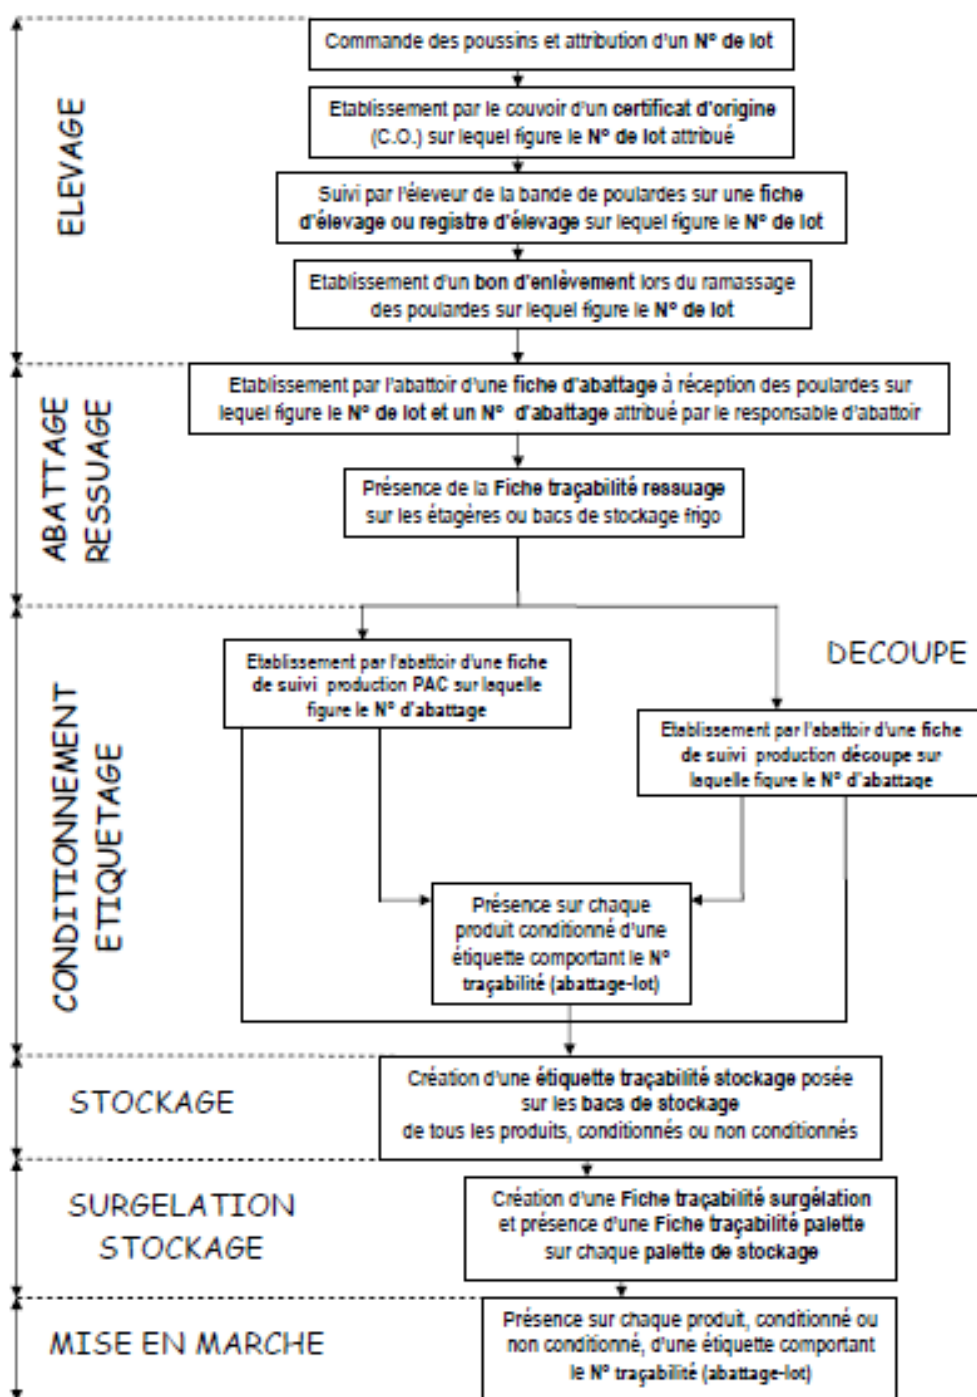 ELEVAGE
Commande des poussins et attribution d'un N° de lot
Etablissement par le couvoir d'un certificat d'origine
(C.O.) sur lequel figure le N° de lot attribué
Suivi par l'éleveur de la bande de poulardes sur une fiche
d'élevage ou registre d'élevage sur lequel figure le N° de lot
Etablissement d'un bon d'enlèvement lors du ramassage
des poulardes sur lequel figure le N° de lot
ABATTAGE
RESSUAGE
Etablissement par l'abattoir d'une fiche d'abattage à réception des poulardes sur
lequel figure le N° de lot et un N° d'abattage attribué par le responsable d'abattoir
Présence de la Fiche traçabilité ressuage
sur les étagères ou bacs de stockage frigo
CONDITIONNEMENT
ETIQUETAGE
Etablissement par l'abattoir d'une fiche
de suivi production PAC sur laquelle
figure le N° d'abattage
DECOUPE
Etablissement par l'abattoir d'une fiche
de suivi production découpe sur
laquelle figure le N° d'abattage
Présence sur chaque
produit conditionné d'une
étiquette comportant le N°
traçabilité (abattage-lot)
STOCKAGE
Création d'une étiquette traçabilité stockage posée
sur les bacs de stockage
de tous les produits, conditionnés ou non conditionnés
SURGELATION
STOCKAGE
Création d'une Fiche traçabilité surgélation
et présence d'une Fiche traçabilité palette
sur chaque palette de stockage
MISE EN MARCHE
Présence sur chaque produit, conditionné ou
non conditionné, d'une étiquette comportant
le N° traçabilité (abattage-lot)